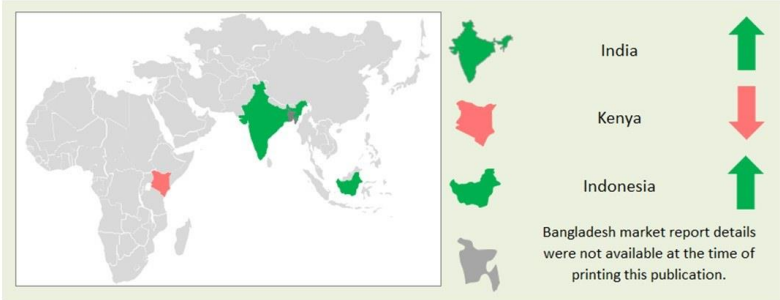 India
Kenya
Indonesia
Bangladesh market report details
were not available at the time of
printing this publication.